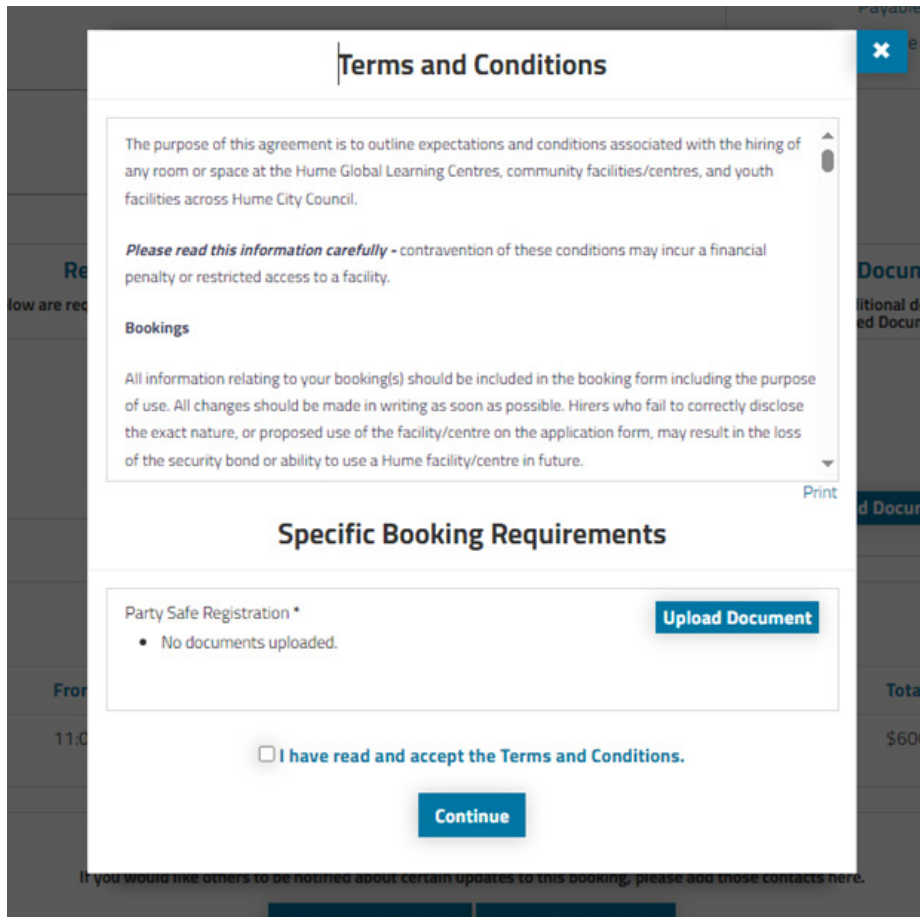 Payable
Terms and Conditions
The purpose of this agreement is to outline expectations and conditions associated with the hiring of
any room or space at the Hume Global Learning Centres, community facilities/centres, and youth
facilities across Hume City Council.
Please read this information carefully - contravention of these conditions may incur a financial
penalty or restricted access to a facility.
Bookings
All information relating to your booking(s) should be included in the booking form including the purpose
of use. All changes should be made in writing as soon as possible. Hirers who fail to correctly disclose
the exact nature, or proposed use of the facility/centre on the application form, may result in the loss
of the security bond or ability to use a Hume facility/centre in future.
Print
Specific Booking Requirements
Party Safe Registration *
Upload Document
• No documents uploaded.
I have read and accept the Terms and Conditions.
Continue
If you would like others to be notified about certain updates to this booking, please add those contacts here.